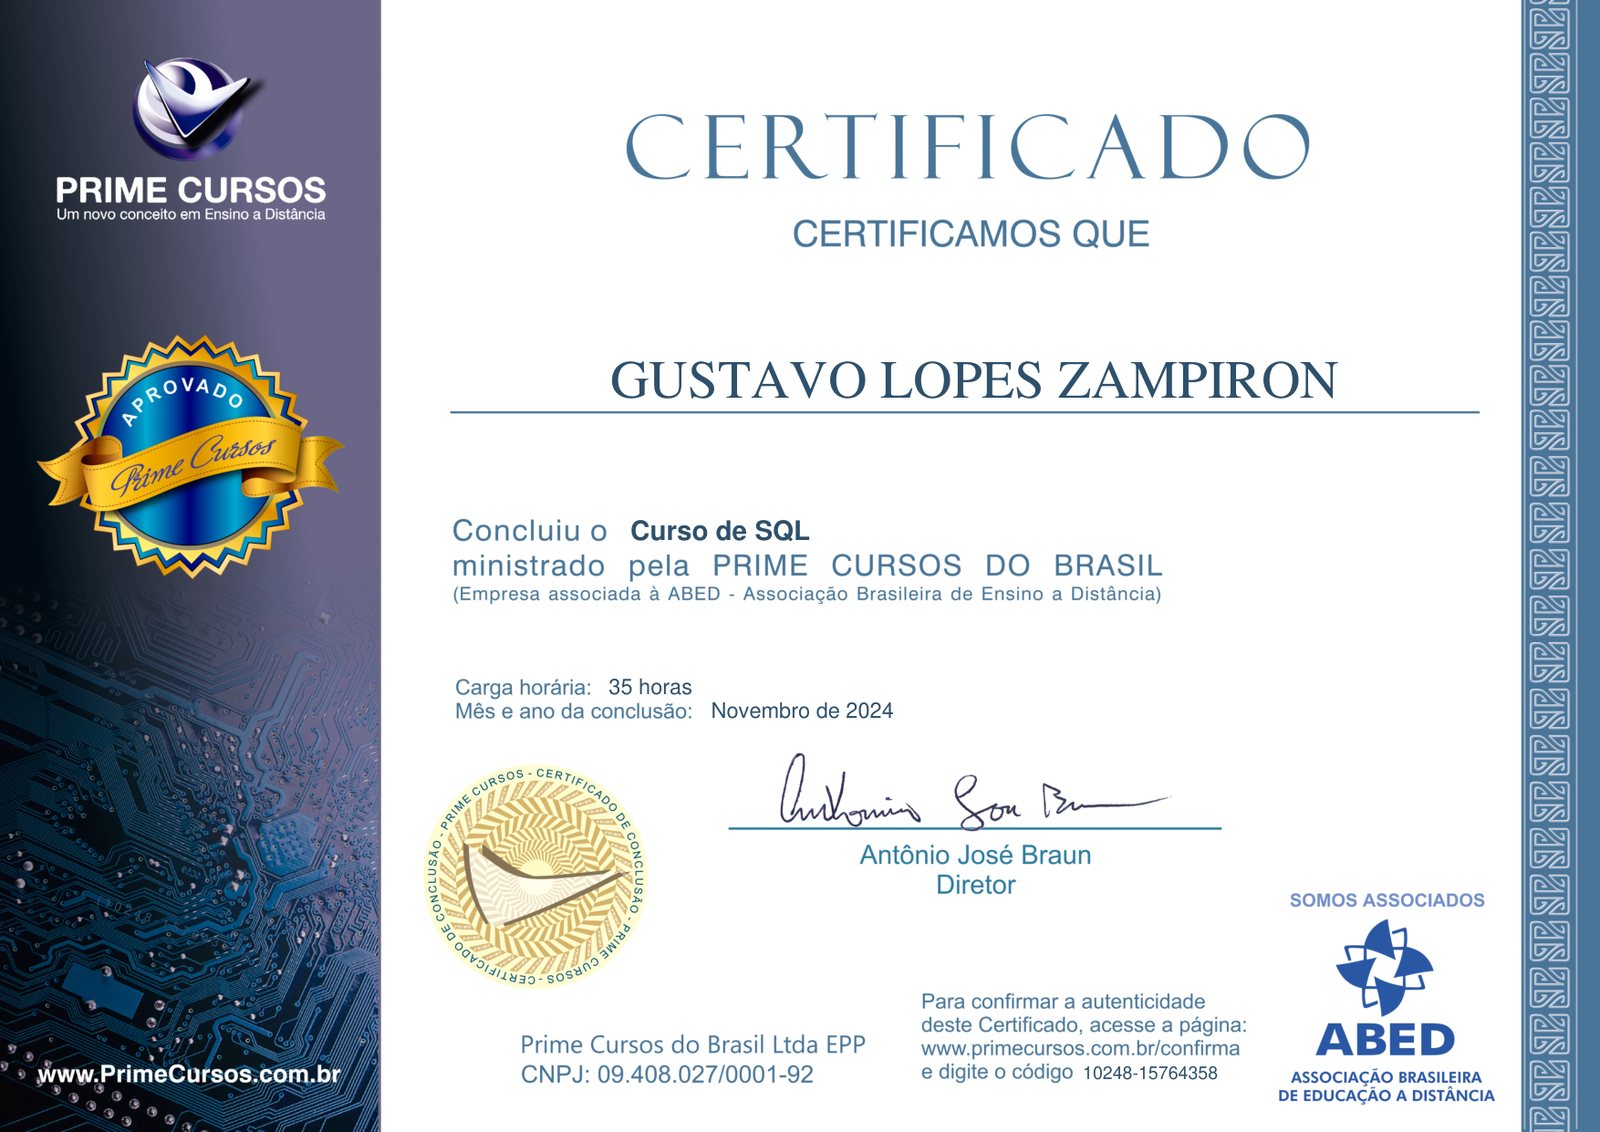 PRIME CURSOS
Um novo conceito em Ensino a Distância
APROVADO
Prime Cursos
www.PrimeCursos.com.br
CERTIFICADO
CERTIFICAMOS QUE
GUSTAVO LOPES ZAMPIRON
Concluiu o Curso de SQL
ministrado pela PRIME CURSOS DO BRASIL
(Empresa associada à ABED - Associação Brasileira de Ensino a Distância)
Carga horária: 35 horas
Mês e ano da conclusão: Novembro de 2024
PRIME CURSOS - CERTIFICADO DE CONCLUSÃO - PRIME CURSOS - CERTIFICADO DE CONCLUSÃO -
Antônio José Braun
Diretor
Prime Cursos do Brasil Ltda EPP
CNPJ: 09.408.027/0001-92
Para confirmar a autenticidade
deste Certificado, acesse a página:
www.primecursos.com.br/confirma
e digite o código 10248-15764358
SOMOS ASSOCIADOS
ABED
ASSOCIAÇÃO BRASILEIRA
DE EDUCAÇÃO A DISTÂNCIA